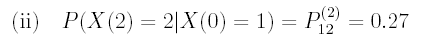 (ii) P(X(2) = 2|X(0) = 1) = P_{12}^{(2)} = 0.27